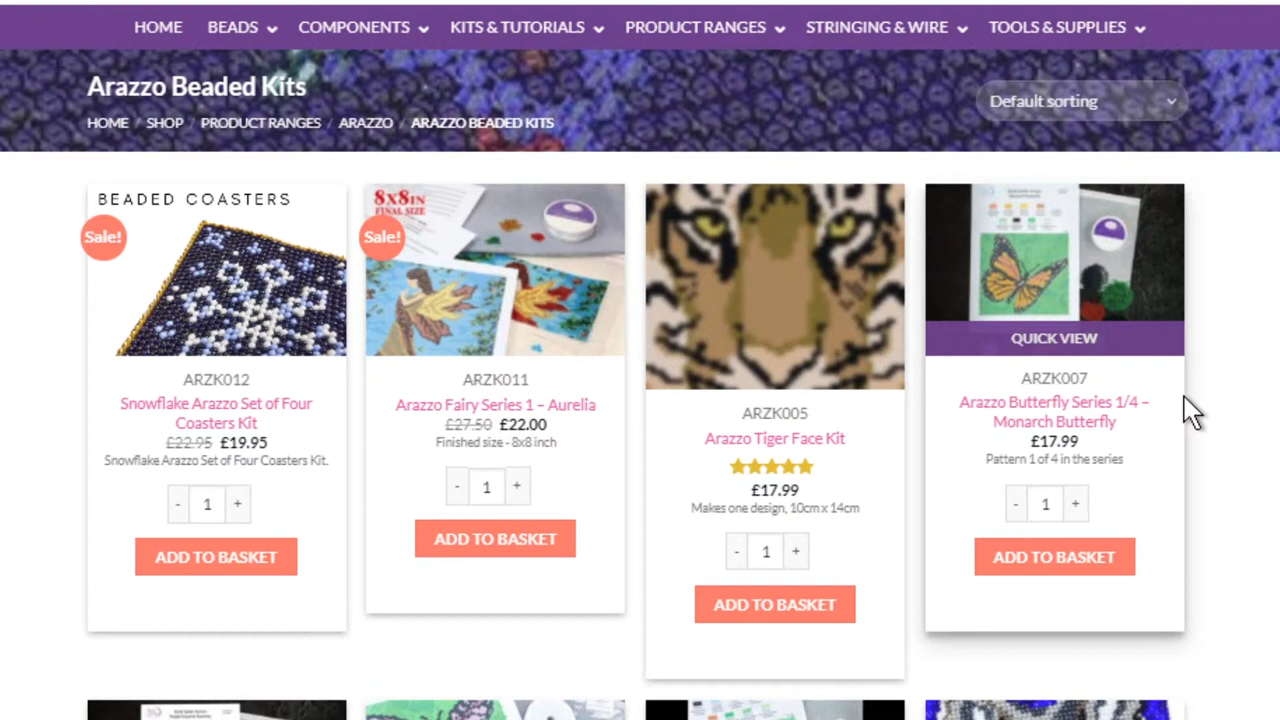 HOME BEADS COMPONENTS KITS & TUTORIALS PRODUCT RANGES STRINGING & WIRE TOOLS & SUPPLIES
Arazzo Beaded Kits
Default sorting
HOME / SHOP / PRODUCT RANGES / ARAZZO / ARAZZO BEADED KITS
BEADED COASTERS
Sale!
ARZK012
Snowflake Arazzo Set of Four
Coasters Kit
£22.95 £19.95
Snowflake Arazzo Set of Four Coasters Kit.
- 1 +
ADD TO BASKET
8X8IN
FINAL SIZE
Sale!
ARZK011
Arazzo Fairy Series 1 – Aurelia
£27.50 £22.00
Finished size - 8x8 inch
- 1 +
ADD TO BASKET
ARZK005
Arazzo Tiger Face Kit
£17.99
Makes one design, 10cm x 14cm
- 1 +
ADD TO BASKET
QUICK VIEW
ARZK007
Arazzo Butterfly Series 1/4 –
Monarch Butterfly
£17.99
Pattern 1 of 4 in the series
- 1 +
ADD TO BASKET